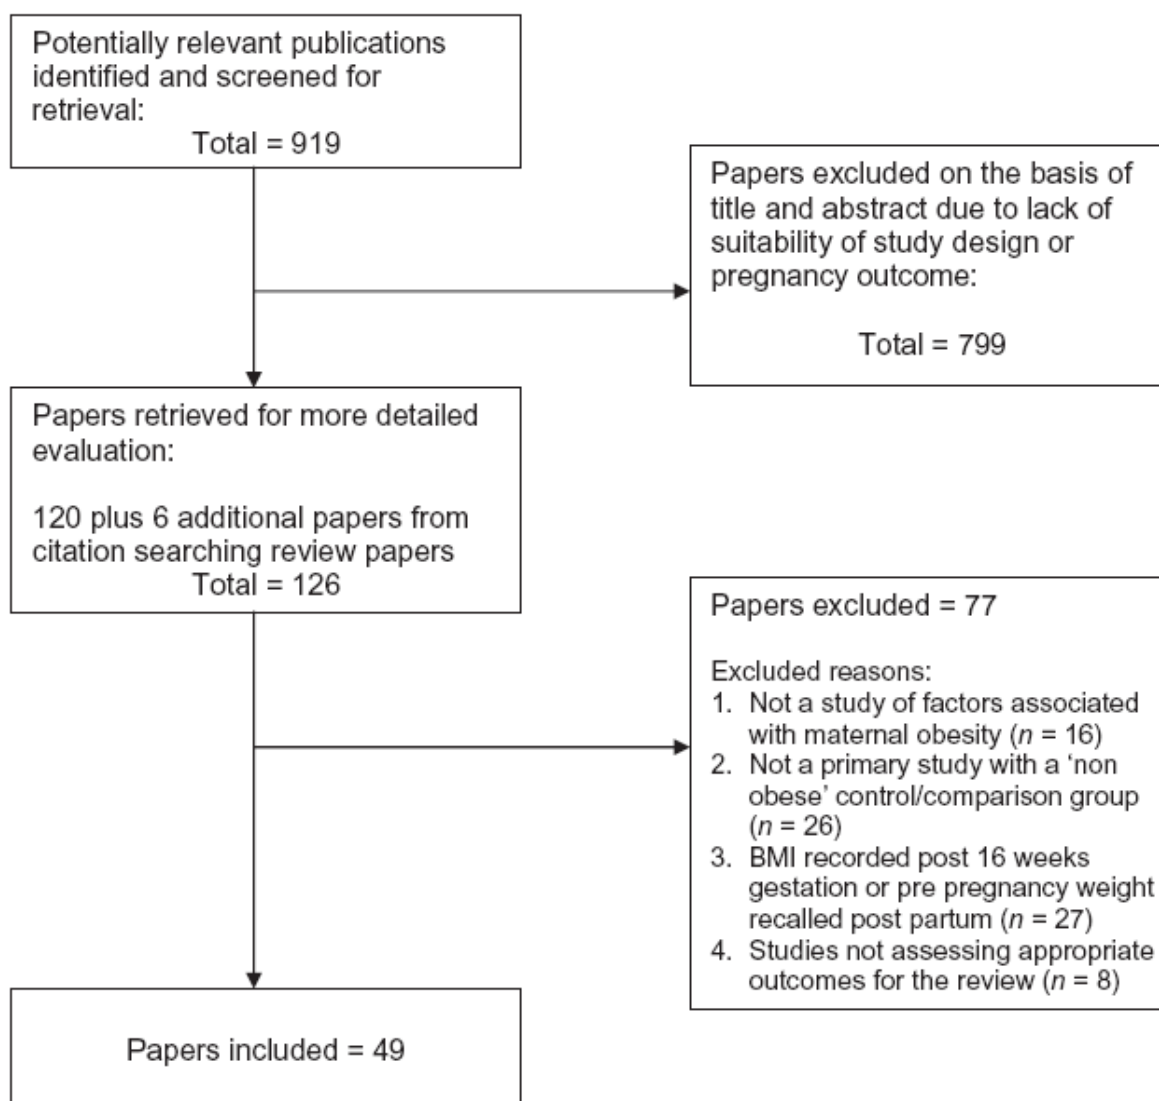 Potentially relevant publications
identified and screened for
retrieval:
Total = 919
Papers excluded on the basis of
title and abstract due to lack of
suitability of study design or
pregnancy outcome:
Total = 799
Papers retrieved for more detailed
evaluation:
120 plus 6 additional papers from
citation searching review papers
Total = 126
Papers excluded = 77
Excluded reasons:
1. Not a study of factors associated
with maternal obesity (n = 16)
2. Not a primary study with a ‘non
obese’ control/comparison group
(n = 26)
3. BMI recorded post 16 weeks
gestation or pre pregnancy weight
recalled post partum (n = 27)
4. Studies not assessing appropriate
outcomes for the review (n = 8)
Papers included = 49